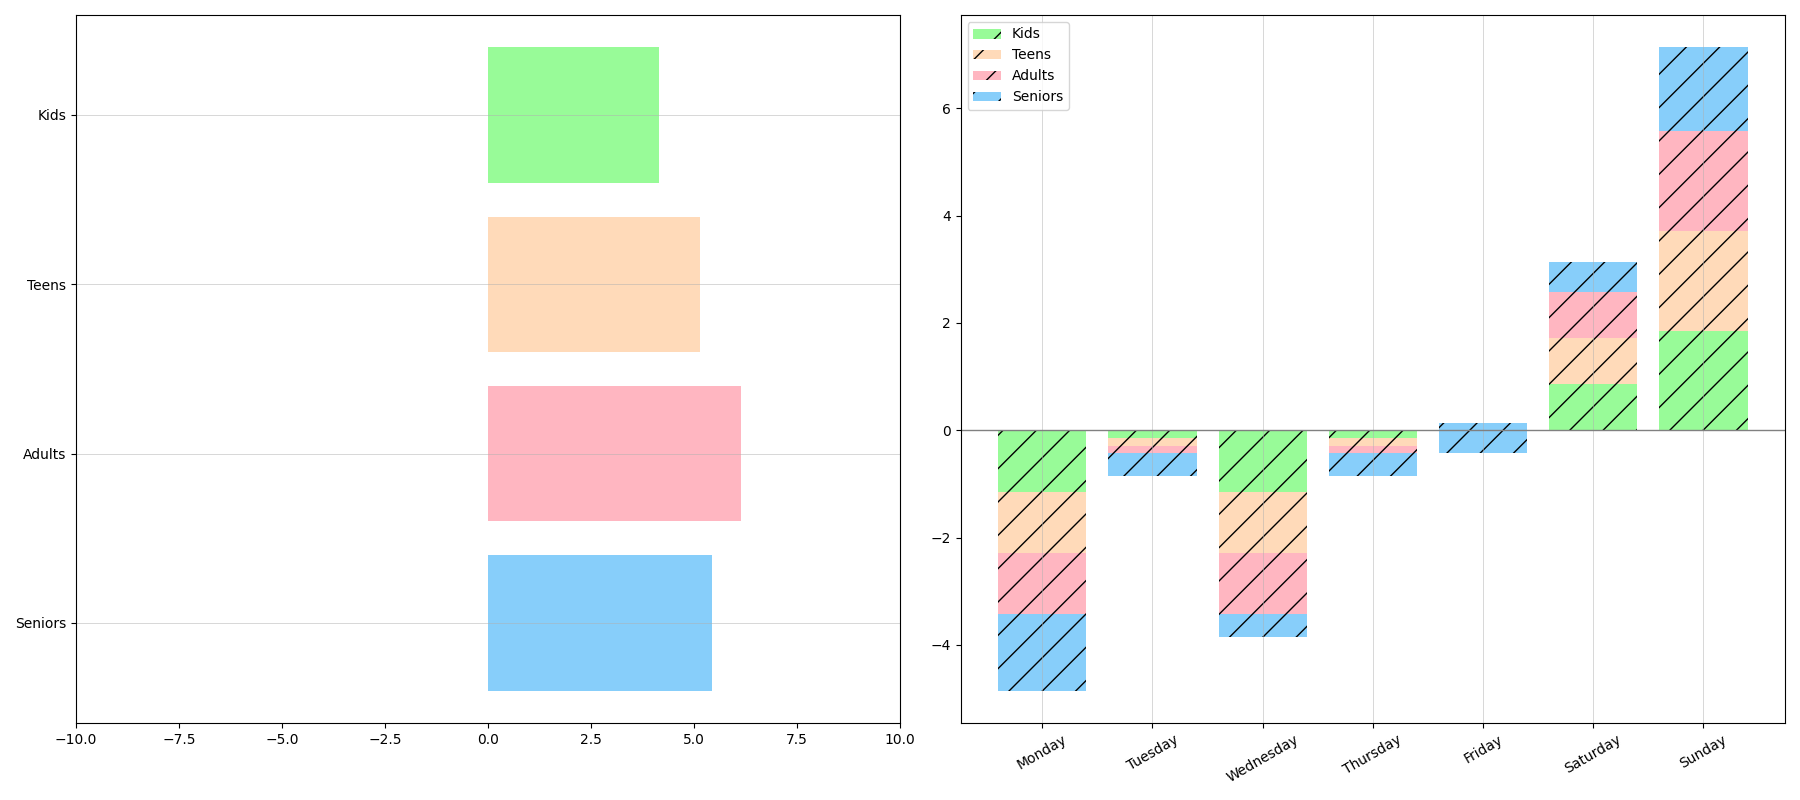 Kids
Teens
Adults
Seniors
−10.0 −7.5 −5.0 −2.5 0.0 2.5 5.0 7.5 10.0
Kids
Teens
Adults
Seniors
6
4
2
0
−2
−4
Monday Tuesday Wednesday Thursday Friday Saturday Sunday